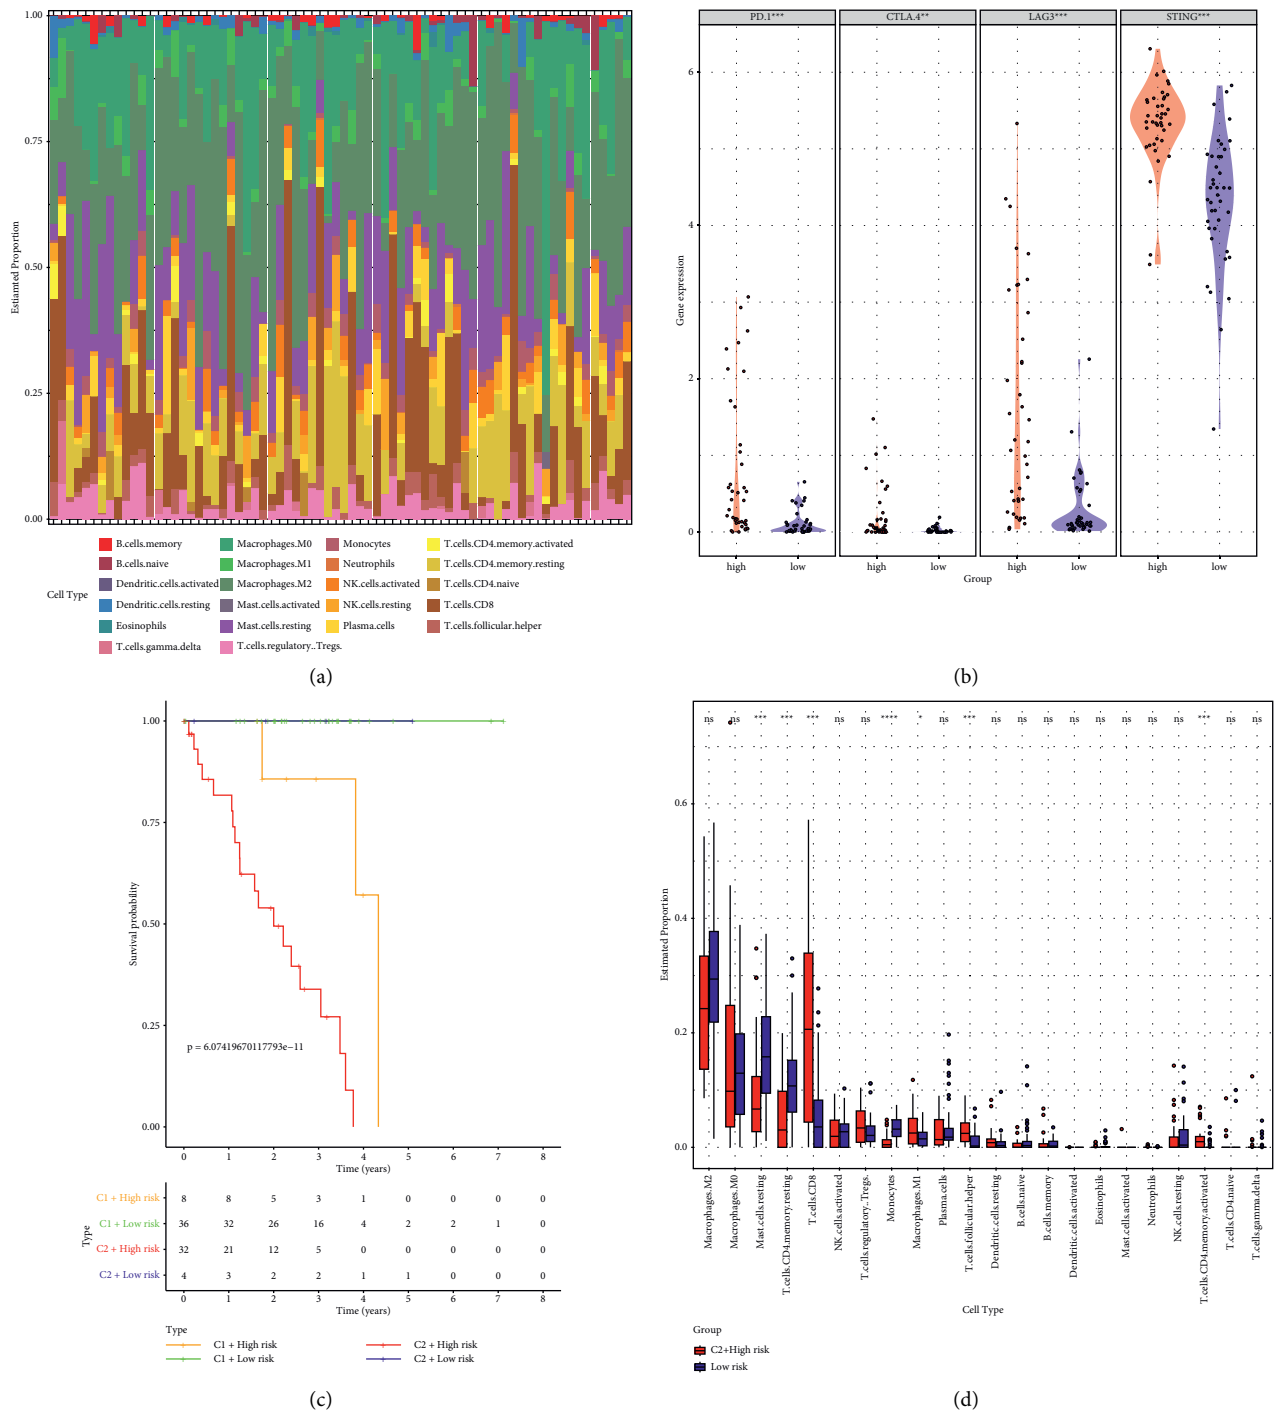 1.00
0.75
0.50
0.25
0.00
Estiamted Proportion
Cell Type
B.cells.memory
B.cells.naive
Dendritic.cells.activated
Dendritic.cells.resting
Eosinophils
T.cells.gamma.delta
Macrophages.M0
Macrophages.M1
Macrophages.M2
Mast.cells.activated
Mast.cells.resting
T.cells.regulatory..Tregs.
Monocytes
Neutrophils
NK.cells.activated
NK.cells.resting
Plasma.cells
T.cells.CD4.memory.activated
T.cells.CD4.memory.resting
T.cells.CD4.naive
T.cells.CD8
T.cells.follicular.helper
(a)
PD.1*** CTLA.4** LAG3*** STING***
6
4
2
0
Gene expression
high low high low high low high low
Group
(b)
1.00
0.75
0.50
0.25
0.00
Survival probability
p = 6.07419670117793e−11
0 1 2 3 4 5 6 7 8
Time (years)
Type
C1 + High risk 8 8 5 3 1 0 0 0 0
C1 + Low risk 36 32 26 16 4 2 2 1 0
C2 + High risk 32 21 12 5 0 0 0 0 0
C2 + Low risk 4 3 2 2 1 1 0 0 0
0 1 2 3 4 5 6 7 8
Time (years)
Type
C1 + High risk
C1 + Low risk
C2 + High risk
C2 + Low risk
(c)
ns ns *** *** *** ns ns **** * ns *** ns ns ns ns ns ns ns ns *** ns ns
0.6
0.4
0.2
0.0
Estimated Proportion
Macrophages.M2
Macrophages.M0
Mast.cells.resting
T.cells.CD4.memory.resting
T.cells.CD8
NK.cells.activated
T.cells.regulatory..Tregs.
Monocytes
Macrophages.M1
Plasma.cells
T.cells.follicular.helper
Dendritic.cells.resting
B.cells.naive
B.cells.memory
Dendritic.cells.activated
Eosinophils
Mast.cells.activated
Neutrophils
NK.cells.resting
T.cells.CD4.memory.activated
T.cells.CD4.naive
T.cells.gamma.delta
Cell Type
Group
C2+High risk
Low risk
(d)